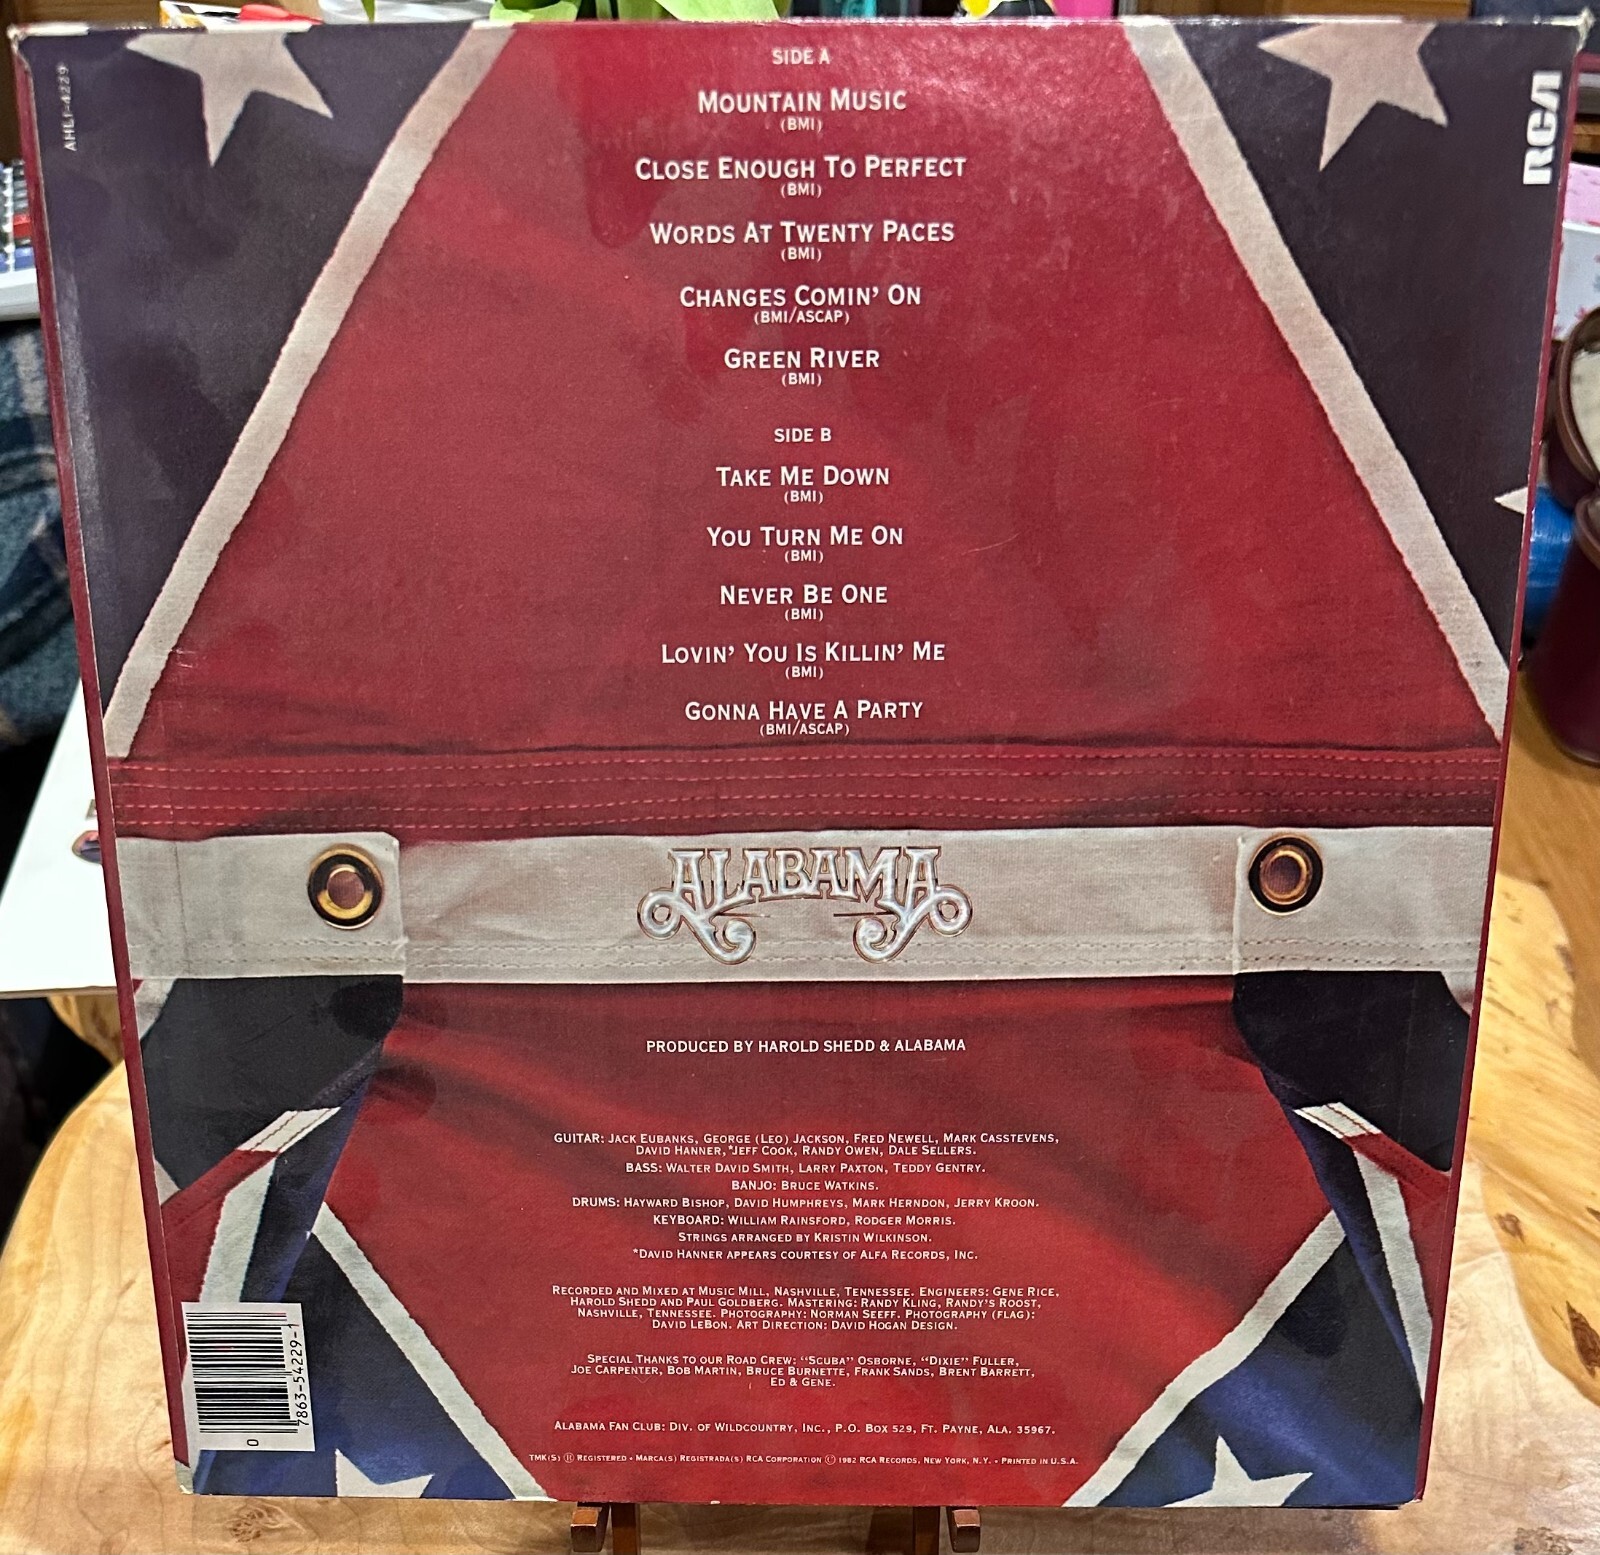 AHL1-4229
RCA
SIDE A
MOUNTAIN MUSIC
(BMI)
CLOSE ENOUGH TO PERFECT
(BMI)
WORDS AT TWENTY PACES
(BMI)
CHANGES COMIN' ON
(BMI/ASCAP)
GREEN RIVER
(BMI)
SIDE B
TAKE ME DOWN
(BMI)
YOU TURN ME ON
(BMI)
NEVER BE ONE
(BMI)
LOVIN' YOU IS KILLIN' ME
(BMI)
GONNA HAVE A PARTY
(BMI/ASCAP)
ALABAMA
PRODUCED BY HAROLD SHEDD & ALABAMA
GUITAR: JACK EUBANKS, GEORGE (LEO) JACKSON, FRED NEWELL, MARK CASSTEVENS,
DAVID HANNER, *JEFF COOK, RANDY OWEN, DALE SELLERS.
BASS: WALTER DAVID SMITH, LARRY PAXTON, TEDDY GENTRY.
BANJO: BRUCE WATKINS.
DRUMS: HAYWARD BISHOP, DAVID HUMPHREYS, MARK HERNDON, JERRY KROON.
KEYBOARD: WILLIAM RAINSFORD, RODGER MORRIS.
STRINGS ARRANGED BY KRISTIN WILKINSON.
*DAVID HANNER APPEARS COURTESY OF ALFA RECORDS, INC.
RECORDED AND MIXED AT MUSIC MILL, NASHVILLE, TENNESSEE. ENGINEERS: GENE RICE,
HAROLD SHEDD AND PAUL GOLDBERG. MASTERING: RANDY KLING, RANDY'S ROOST,
NASHVILLE, TENNESSEE. PHOTOGRAPHY: NORMAN SEEFF. PHOTOGRAPHY (FLAG):
DAVID LEBON. ART DIRECTION: DAVID HOGAN DESIGN.
SPECIAL THANKS TO OUR ROAD CREW: "SCUBA" OSBORNE, "DIXIE" FULLER,
JOE CARPENTER, BOB MARTIN, BRUCE BURNETTE, FRANK SANDS, BRENT BARRETT,
ED & GENE.
ALABAMA FAN CLUB: DIV. OF WILDCOUNTRY, INC., P.O. BOX 529, FT. PAYNE, ALA. 35967.
TMK(S) ® REGISTERED • MARCA(S) REGISTRADA(S) RCA CORPORATION © 1982 RCA RECORDS, NEW YORK, N.Y. • PRINTED IN U.S.A.
0 7863-54229-1